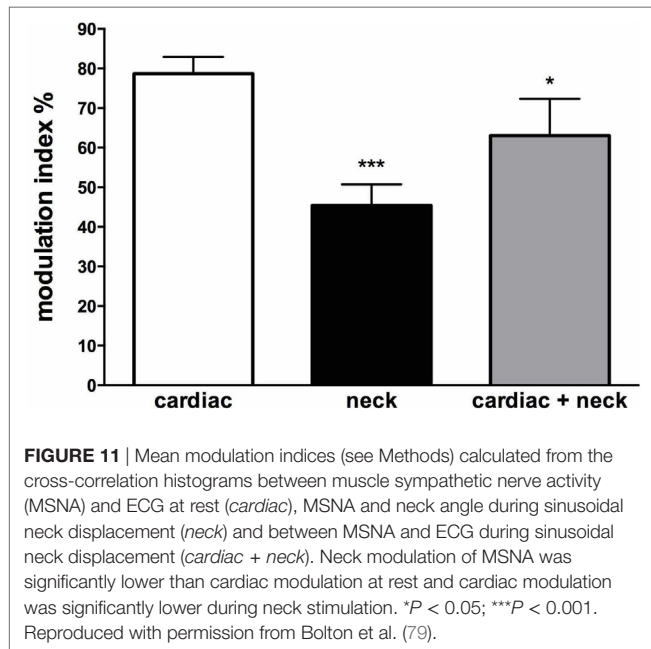 90
80
70
60
50
40
30
20
10
0
modulation index %
***
*
cardiac neck cardiac + neck
FIGURE 11 | Mean modulation indices (see Methods) calculated from the
cross-correlation histograms between muscle sympathetic nerve activity
(MSNA) and ECG at rest (cardiac), MSNA and neck angle during sinusoidal
neck displacement (neck) and between MSNA and ECG during sinusoidal
neck displacement (cardiac + neck). Neck modulation of MSNA was
significantly lower than cardiac modulation at rest and cardiac modulation
was significantly lower during neck stimulation. *P < 0.05; ***P < 0.001.
Reproduced with permission from Bolton et al. (79).